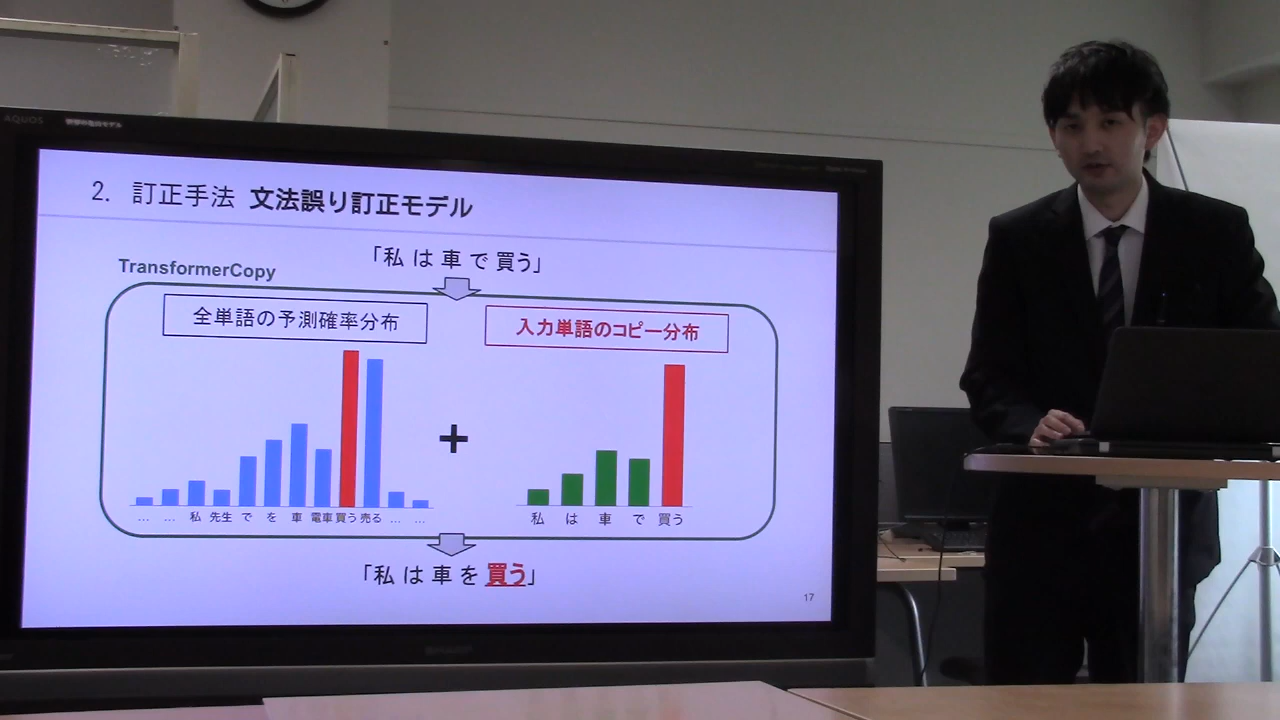 AQUOS
2. 訂正手法 文法誤り訂正モデル
「私 は 車 で 買う」
TransformerCopy
全単語の予測確率分布
入力単語のコピー分布
+
... ... 私 先生 で を 車 電車 買う 売る ... ...
私 は 車 で 買う
「私 は 車 を 買う」
17